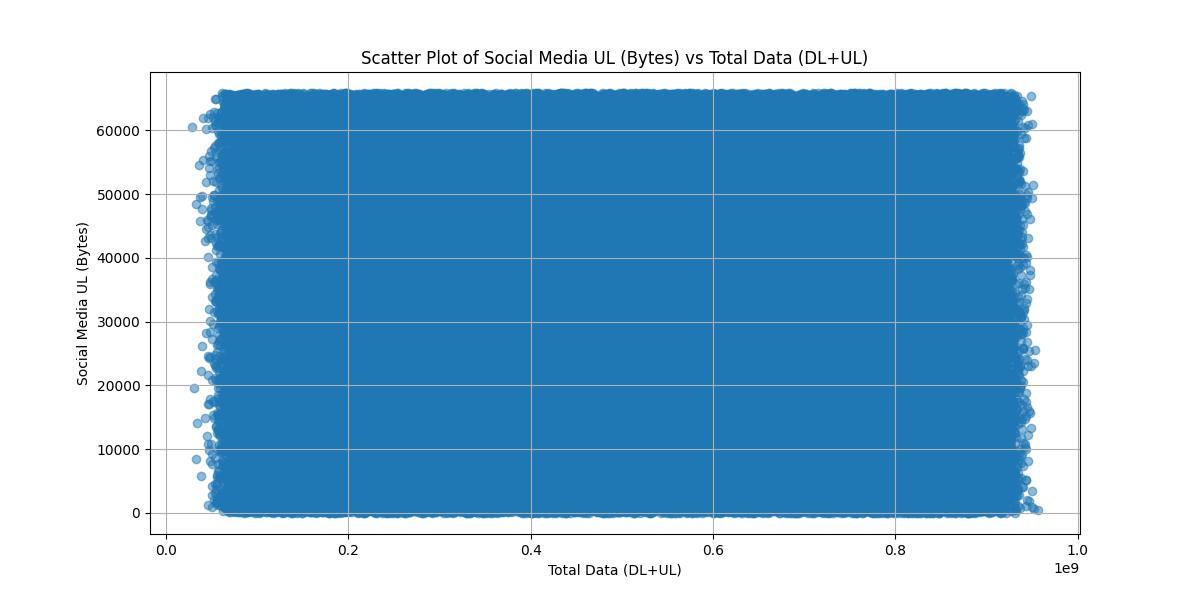 Scatter Plot of Social Media UL (Bytes) vs Total Data (DL+UL)
60000
50000
40000
30000
20000
10000
0
Social Media UL (Bytes)
0.0 0.2 0.4 0.6 0.8 1.0
1e9
Total Data (DL+UL)